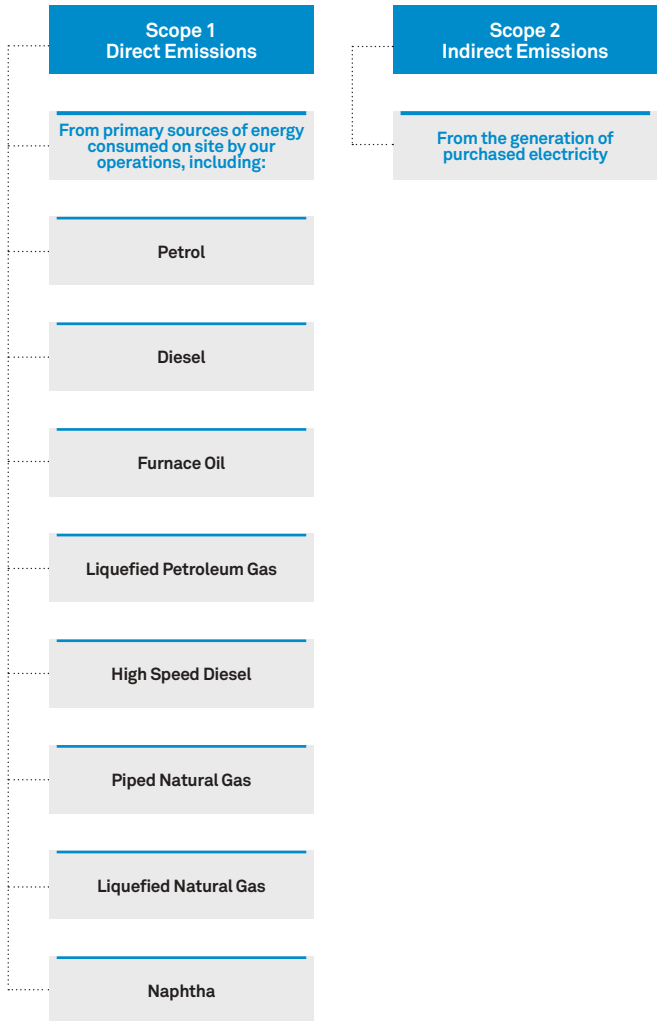 Scope 1
Direct Emissions
From primary sources of energy
consumed on site by our
operations, including:
Petrol
Diesel
Furnace Oil
Liquefied Petroleum Gas
High Speed Diesel
Piped Natural Gas
Liquefied Natural Gas
Naphtha
Scope 2
Indirect Emissions
From the generation of
purchased electricity